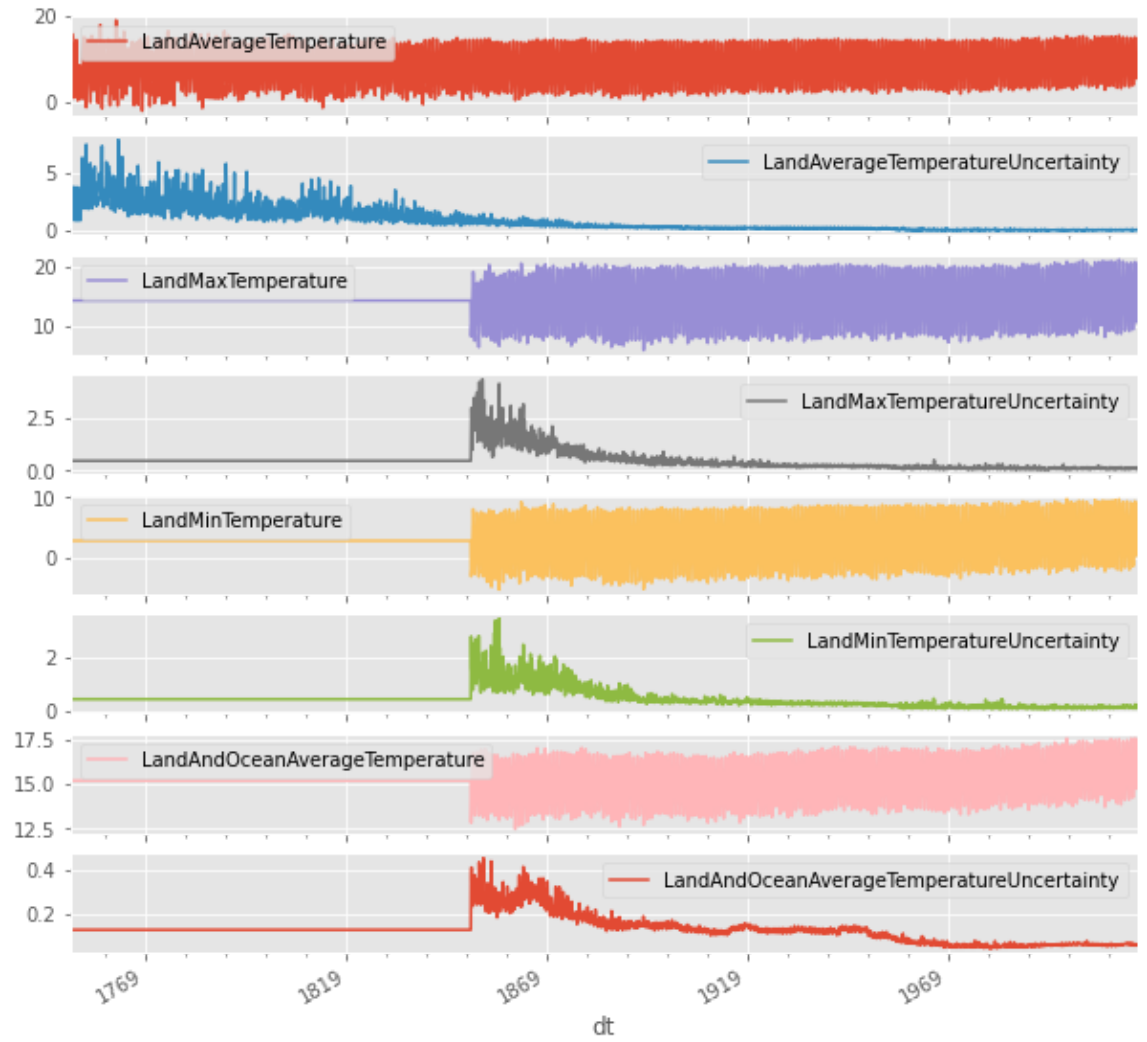 20
LandAverageTemperature
0
5
LandAverageTemperatureUncertainty
0
20
LandMaxTemperature
10
LandMaxTemperatureUncertainty
2.5
0.0
10
LandMinTemperature
0
LandMinTemperatureUncertainty
2
0
17.5
LandAndOceanAverageTemperature
15.0
12.5
0.4
LandAndOceanAverageTemperatureUncertainty
0.2
1769 1819 1869 1919 1969
dt